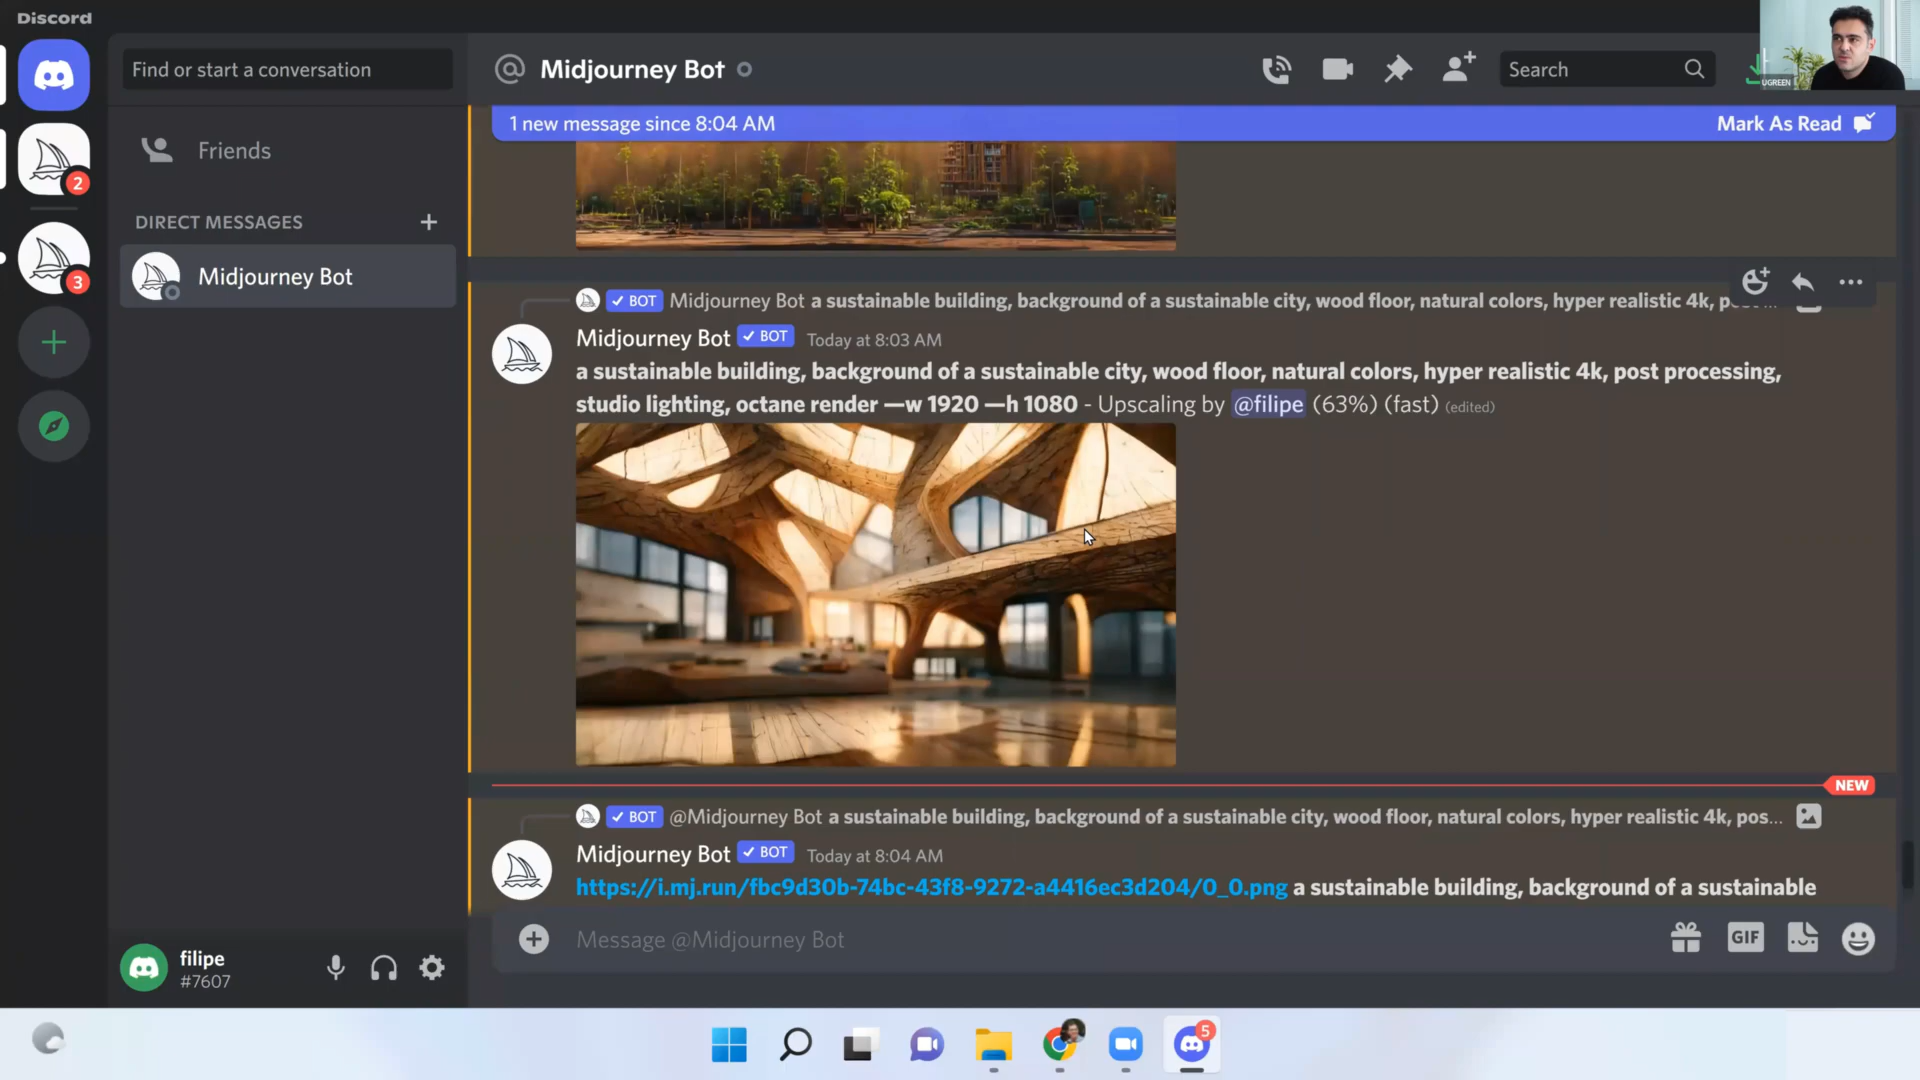 Discord
Find or start a conversation
Midjourney Bot
Search
UGREEN
1 new message since 8:04 AM
Mark As Read
2
Friends
DIRECT MESSAGES
3
Midjourney Bot
BOT Midjourney Bot a sustainable building, background of a sustainable city, wood floor, natural colors, hyper realistic 4k, post...
Midjourney Bot BOT Today at 8:03 AM
a sustainable building, background of a sustainable city, wood floor, natural colors, hyper realistic 4k, post processing,
studio lighting, octane render —w 1920 —h 1080 - Upscaling by @filipe (63%) (fast) (edited)
NEW
BOT @Midjourney Bot a sustainable building, background of a sustainable city, wood floor, natural colors, hyper realistic 4k, pos...
Midjourney Bot BOT Today at 8:04 AM
https://i.mj.run/fbc9d30b-74bc-43f8-9272-a4416ec3d204/0_0.png a sustainable building, background of a sustainable
Message @Midjourney Bot
GIF
filipe
#7607
5